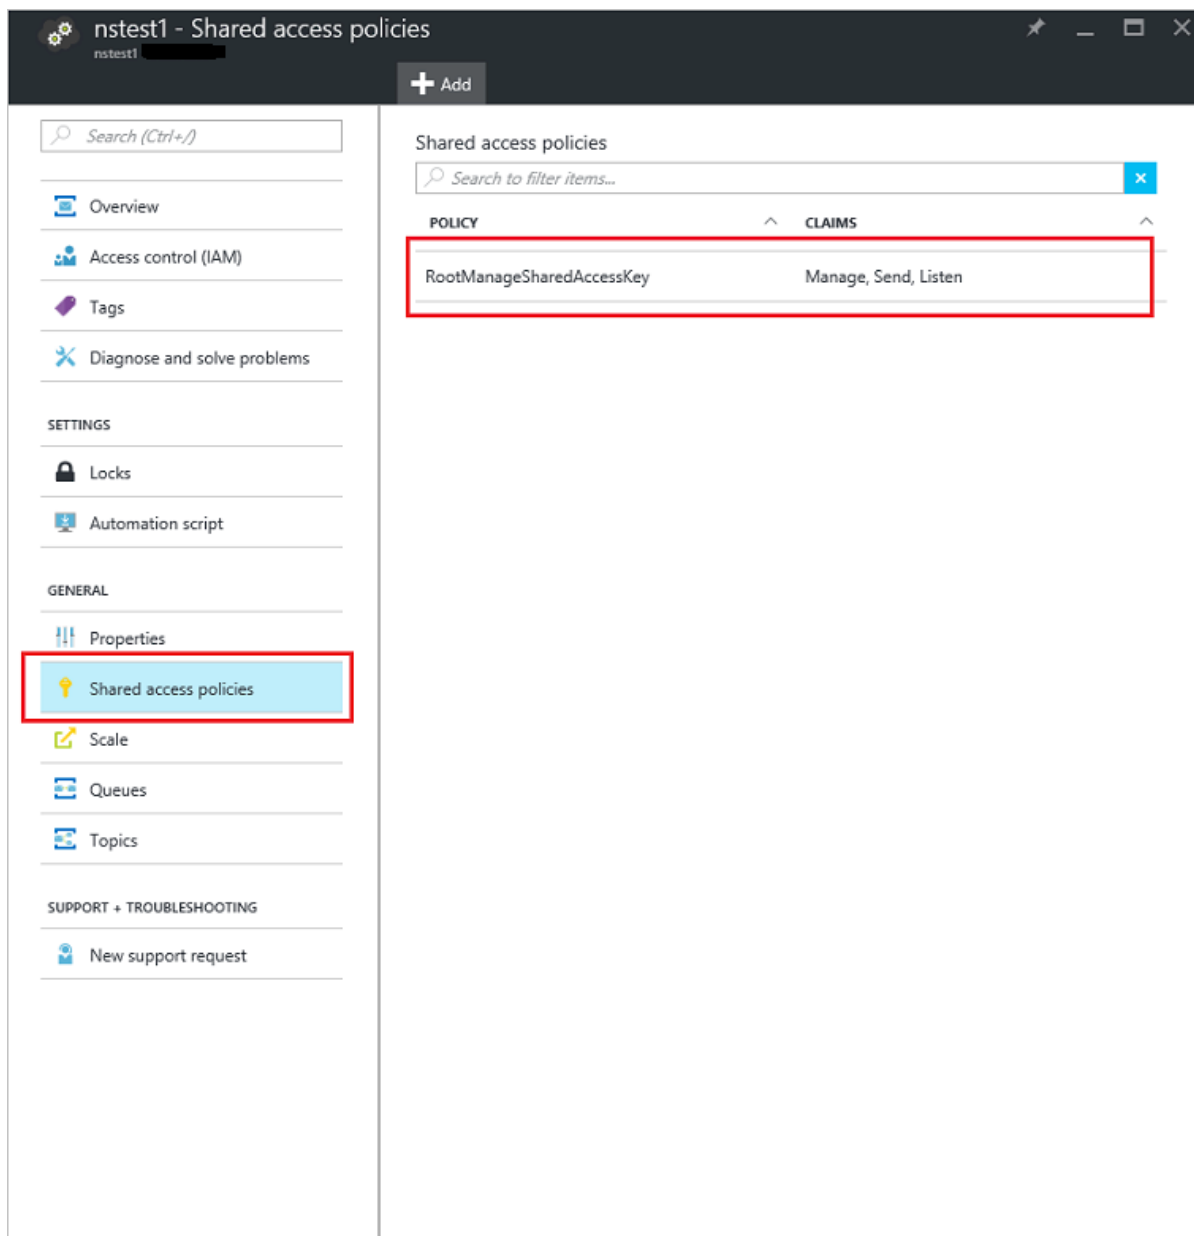 nstest1 - Shared access policies
nstest1
Add
Search (Ctrl+/)
Overview
Access control (IAM)
Tags
Diagnose and solve problems
SETTINGS
Locks
Automation script
GENERAL
Properties
Shared access policies
Scale
Queues
Topics
SUPPORT + TROUBLESHOOTING
New support request
Shared access policies
Search to filter items...
POLICY CLAIMS
RootManageSharedAccessKey Manage, Send, Listen